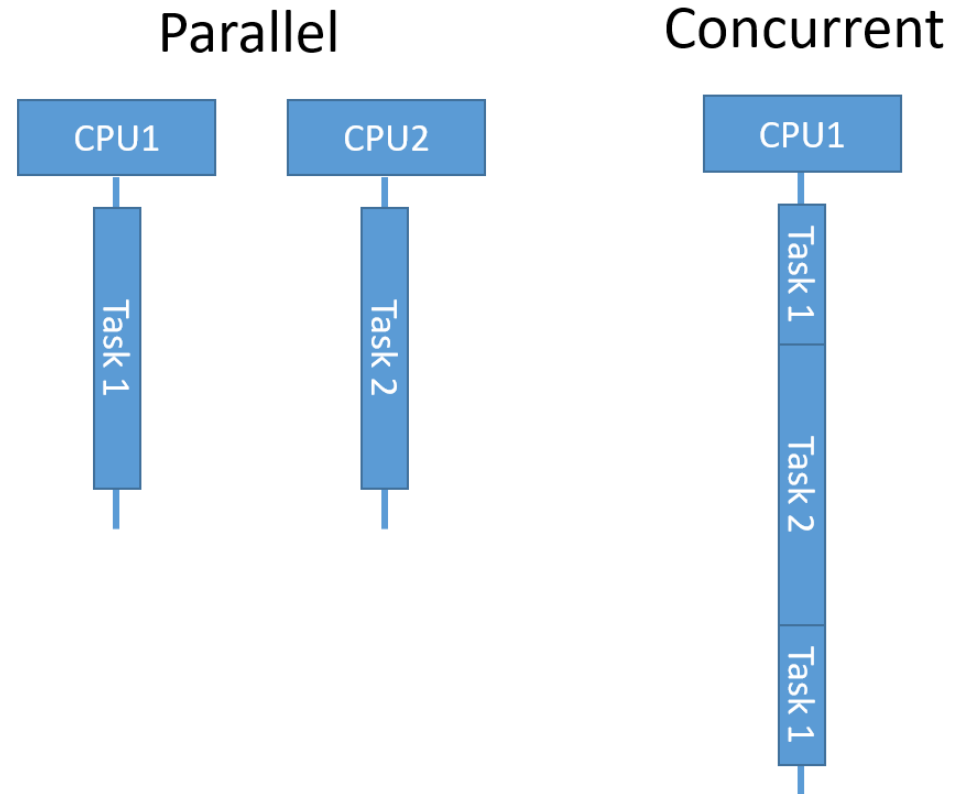 Parallel
Concurrent
CPU1
CPU2
CPU1
Task 1
Task 2
Task 1
Task 2
Task 1